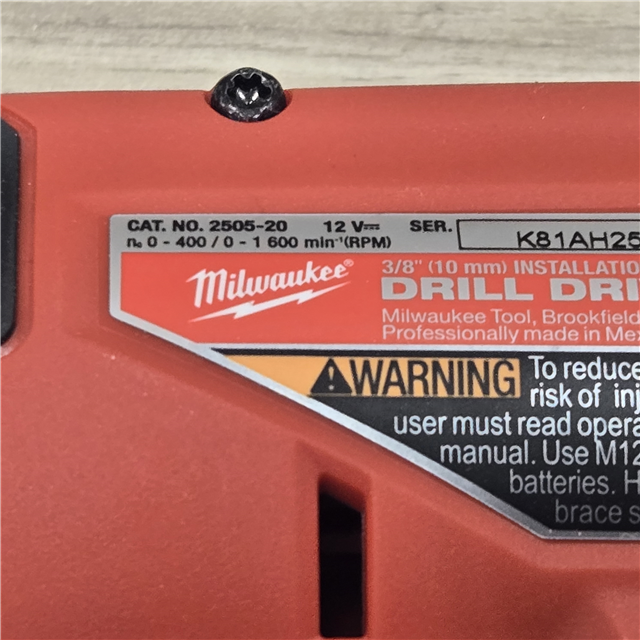 CAT. NO. 2505-20 12 V⎓ SER. K81AH25
n₀ 0 - 400 / 0 - 1 600 min⁻¹(RPM)
Milwaukee®
3/8" (10 mm) INSTALLATIO
DRILL DRI
Milwaukee Tool, Brookfield
Professionally made in Mex
⚠WARNING To reduce
risk of inj
user must read opera
manual. Use M12
batteries. H
brace s